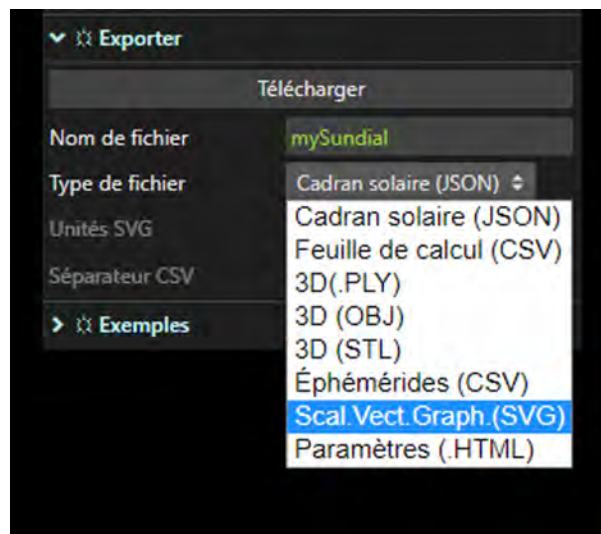 Exporter
Télécharger
Nom de fichier mySundial
Type de fichier Cadran solaire (JSON)
Unités SVG
Séparateur CSV
Exemples
Cadran solaire (JSON)
Feuille de calcul (CSV)
3D(.PLY)
3D (OBJ)
3D (STL)
Éphémérides (CSV)
Scal.Vect.Graph.(SVG)
Paramètres (.HTML)